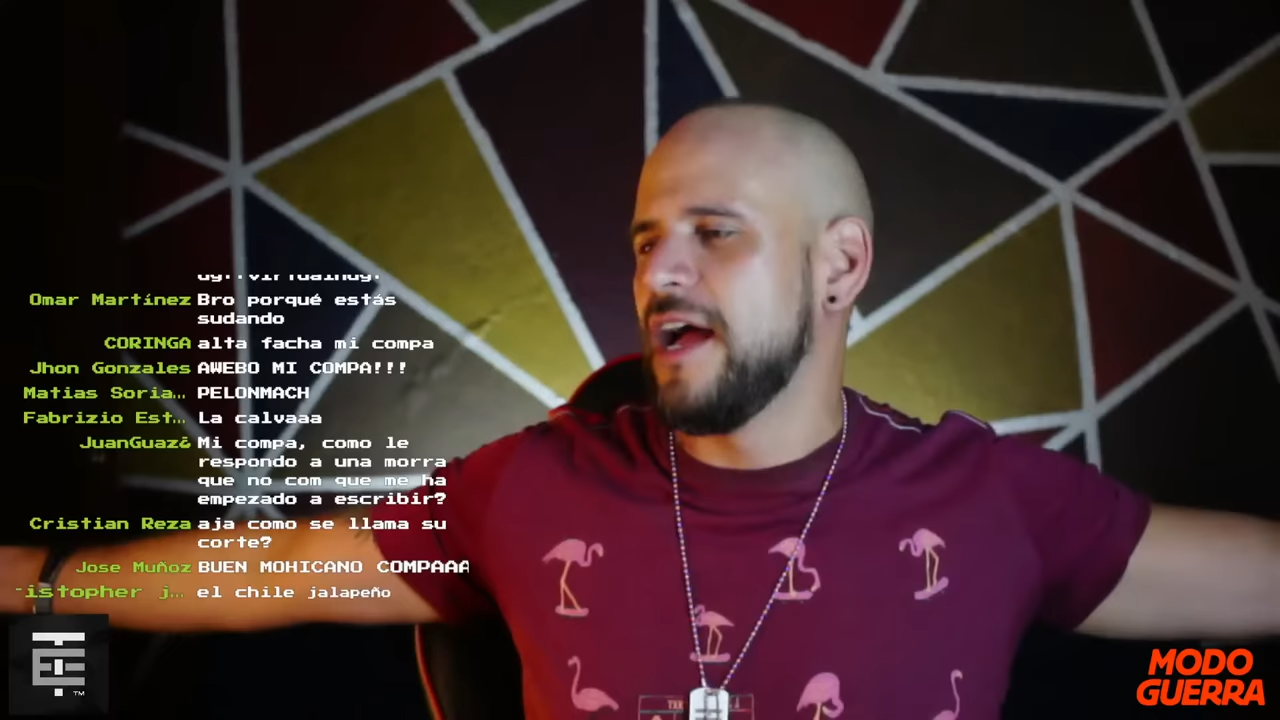 Omar Martínez Bro porqué estás
sudando
CORINGA alta facha mi compa
Jhon Gonzales AWEBO MI COMPA!!!
Matias Soria… PELONMACH
Fabrizio Est… La calvaaa
JuanGuazé Mi compa, como le
respondo a una morra
que no com que me ha
empezado a escribir?
Cristian Reza aja como se llama su
corte?
Jose Muñoz BUEN MOHICANO COMPAAA
istopher j… el chile jalapeño
TM
MODO
GUERRA